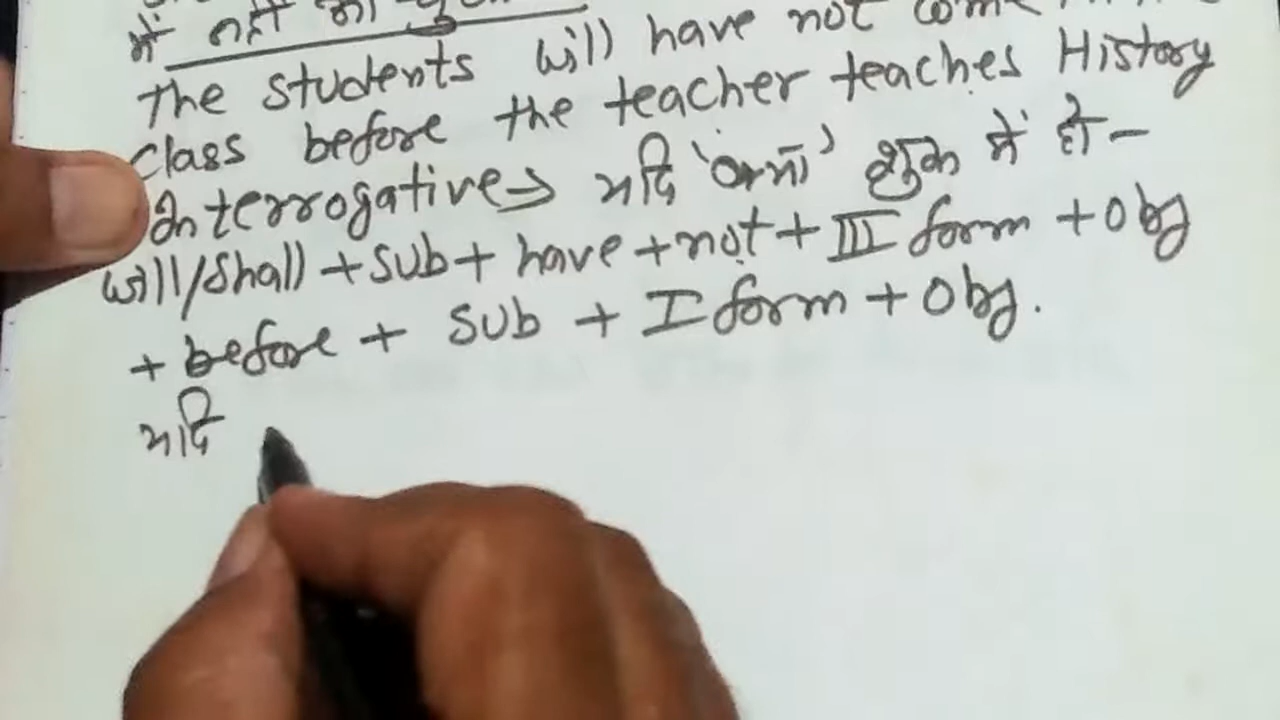 में नहीं आ
The students will have not come
class before the teacher teaches History
Interrogative → यदि 'क्या' शुरू में हो -
will/shall + sub + have + not + III form + obj
+ before + sub + I form + obj.
यदि